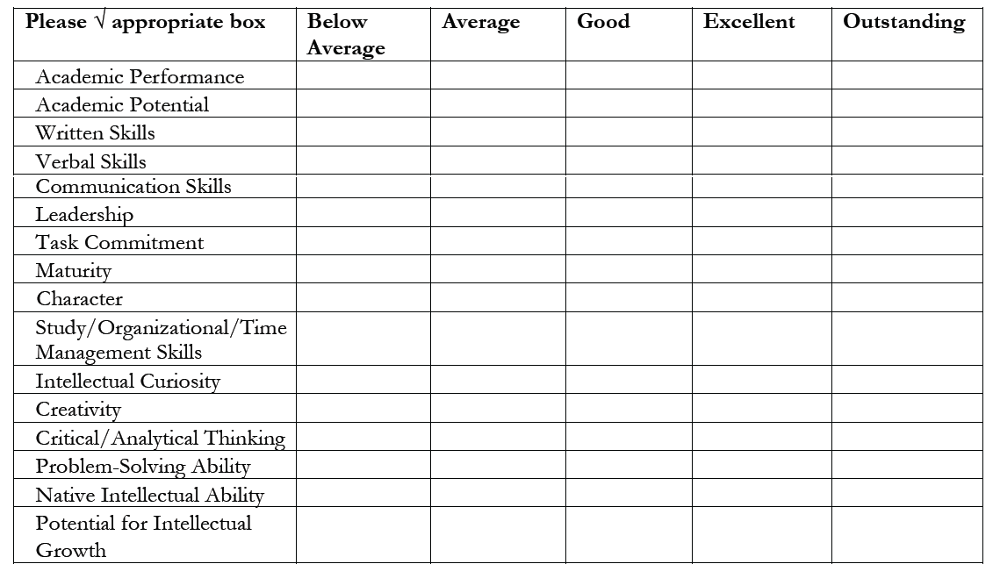 Please √ appropriate box Below Average Average Good Excellent Outstanding
Academic Performance
Academic Potential
Written Skills
Verbal Skills
Communication Skills
Leadership
Task Commitment
Maturity
Character
Study/Organizational/Time
Management Skills
Intellectual Curiosity
Creativity
Critical/Analytical Thinking
Problem-Solving Ability
Native Intellectual Ability
Potential for Intellectual
Growth